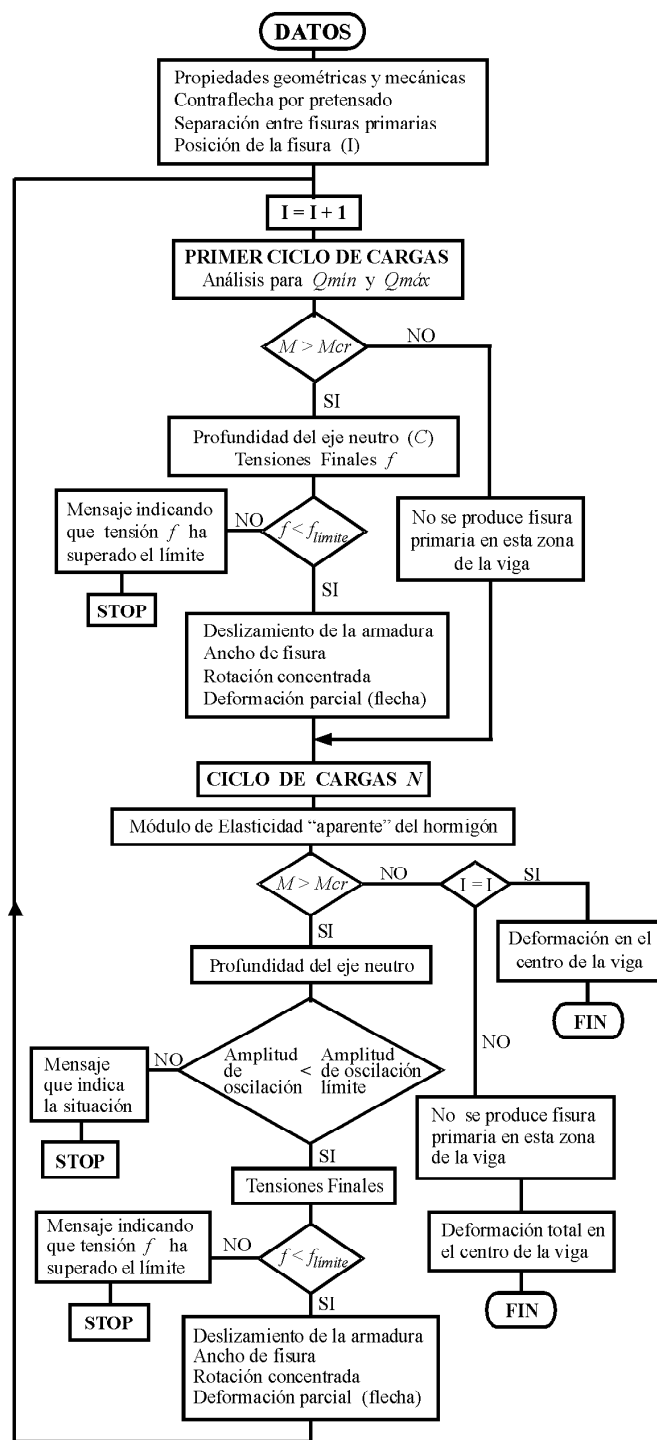 DATOS
Propiedades geométricas y mecánicas
Contraflecha por pretensado
Separación entre fisuras primarias
Posición de la fisura (I)
I = I + 1
PRIMER CICLO DE CARGAS
Análisis para Qmín y Qmáx
M > Mcr
NO
SI
Profundidad del eje neutro (C)
Tensiones Finales f
Mensaje indicando
que tensión f ha
superado el límite
NO
f < f límite
No se produce fisura
primaria en esta zona
de la viga
STOP
SI
Deslizamiento de la armadura
Ancho de fisura
Rotación concentrada
Deformación parcial (flecha)
CICLO DE CARGAS N
Módulo de Elasticidad “aparente” del hormigón
M > Mcr
NO
I = I
SI
SI
Deformación en el
centro de la viga
Profundidad del eje neutro
FIN
NO
Mensaje
que indica
la situación
NO
Amplitud de oscilación < Amplitud de oscilación límite
STOP
SI
No se produce fisura
primaria en esta zona
de la viga
Tensiones Finales
Mensaje indicando
que tensión f ha
superado el límite
NO
f < f límite
Deformación total en
el centro de la viga
STOP
SI
FIN
Deslizamiento de la armadura
Ancho de fisura
Rotación concentrada
Deformación parcial (flecha)